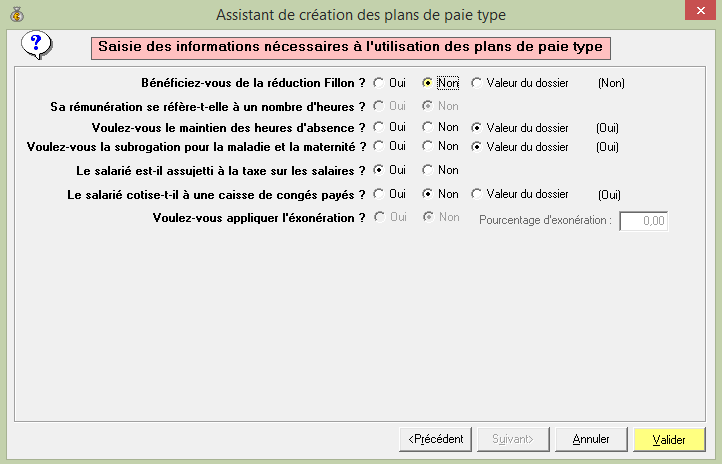 Assistant de création des plans de paie type
Saisie des informations nécessaires à l'utilisation des plans de paie type
Bénéficiez-vous de la réduction Fillon ? Oui Non Valeur du dossier (Non)
Sa rémunération se réfère-t-elle à un nombre d'heures ? Oui Non
Voulez-vous le maintien des heures d'absence ? Oui Non Valeur du dossier (Oui)
Voulez-vous la subrogation pour la maladie et la maternité ? Oui Non Valeur du dossier (Oui)
Le salarié est-il assujetti à la taxe sur les salaires ? Oui Non
Le salarié cotise-t-il à une caisse de congés payés ? Oui Non Valeur du dossier (Oui)
Voulez-vous appliquer l'éxonération ? Oui Non Pourcentage d'exonération : 0,00
<Précédent Suivant> Annuler Valider